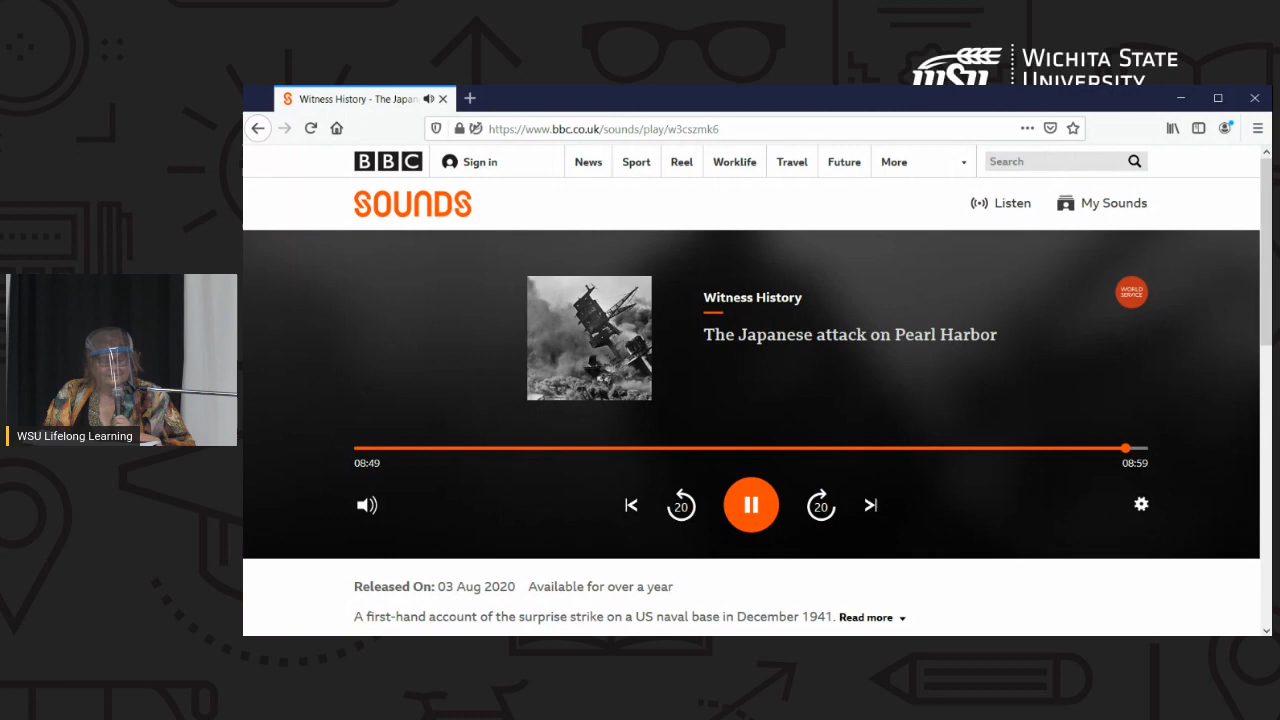 WICHITA STATE
UNIVERSITY
Witness History - The Japan
https://www.bbc.co.uk/sounds/play/w3cszmk6
BBC Sign in News Sport Reel Worklife Travel Future More Search
SOUNDS Listen My Sounds
Witness History
WORLD
SERVICE
The Japanese attack on Pearl Harbor
08:49 08:59
20 20
WSU Lifelong Learning
Released On: 03 Aug 2020 Available for over a year
A first-hand account of the surprise strike on a US naval base in December 1941. Read more